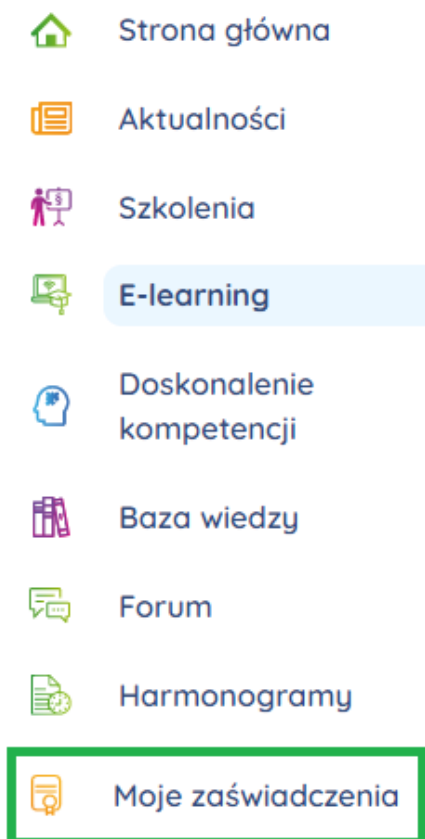 Strona główna
Aktualności
Szkolenia
E-learning
Doskonalenie
kompetencji
Baza wiedzy
Forum
Harmonogramy
Moje zaświadczenia